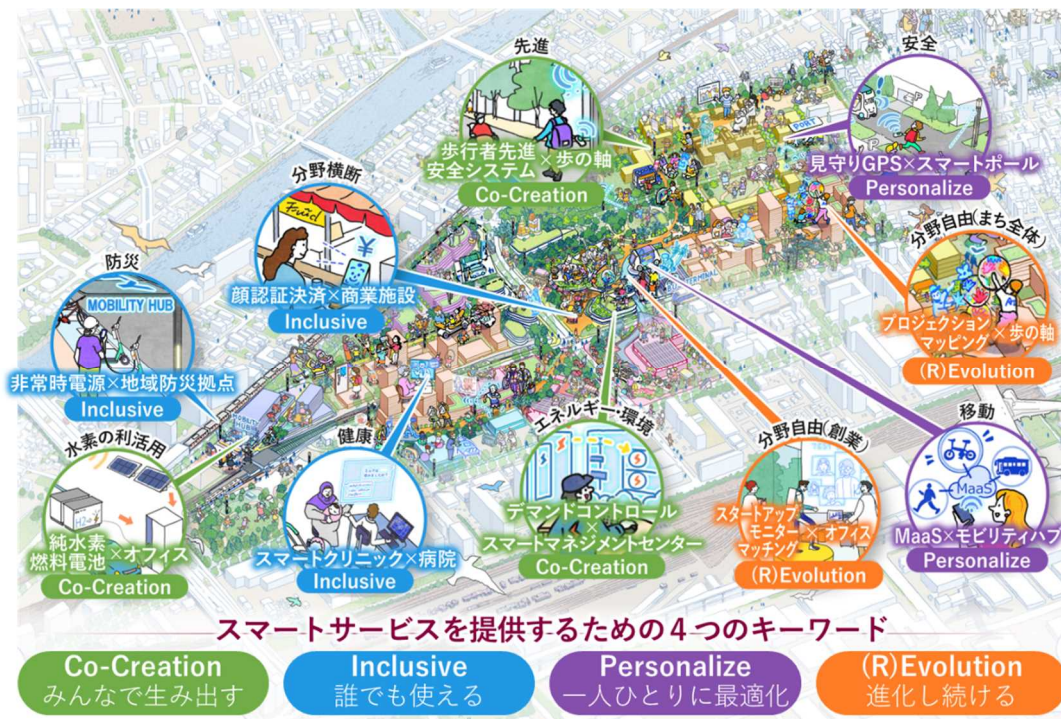 先進
歩行者先進
安全システム
×歩の軸
Co-Creation
安全
PORT
見守りGPS×スマートポール
Personalize
分野横断
Fruit
¥
顔認証決済×商業施設
Inclusive
分野自由(まち全体)
プロジェクション
マッピング
×歩の軸
(R)Evolution
防災
MOBILITY HUB
非常時電源×地域防災拠点
Inclusive
TERMINAL
水素の利活用
H2
純水素
燃料電池
×オフィス
Co-Creation
健康
スマートクリニック×病院
Inclusive
エネルギー・環境
デマンドコントロール
×
スマートマネジメントセンター
Co-Creation
分野自由(創業)
スタートアップ
モニター
マッチング
×オフィス
(R)Evolution
移動
MaaS
MaaS×モビリティハブ
Personalize
スマートサービスを提供するための4つのキーワード
Co-Creation
みんなで生み出す
Inclusive
誰でも使える
Personalize
一人ひとりに最適化
(R)Evolution
進化し続ける